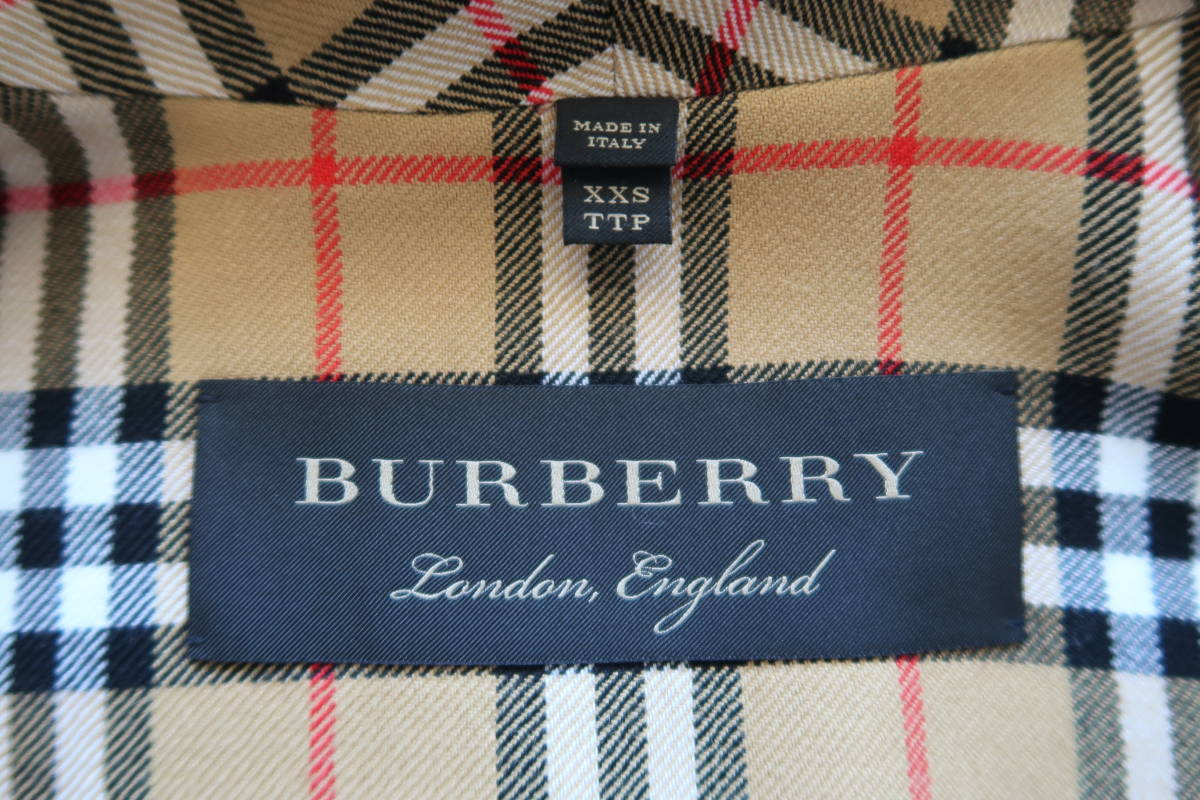 MADE IN
ITALY
XXS
TTP
BURBERRY
London, England